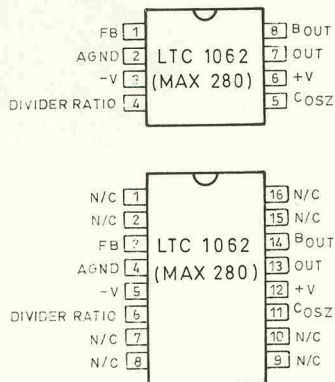 FB 1 8 BOUT
AGND 2 LTC 1062 7 OUT
-V 3 (MAX 280) 6 +V
DIVIDER RATIO 4 5 COSZ
N/C 1 16 N/C
N/C 2 15 N/C
FB 3 LTC 1062 14 BOUT
AGND 4 (MAX 280) 13 OUT
-V 5 12 +V
DIVIDER RATIO 6 11 COSZ
N/C 7 10 N/C
N/C 8 9 N/C